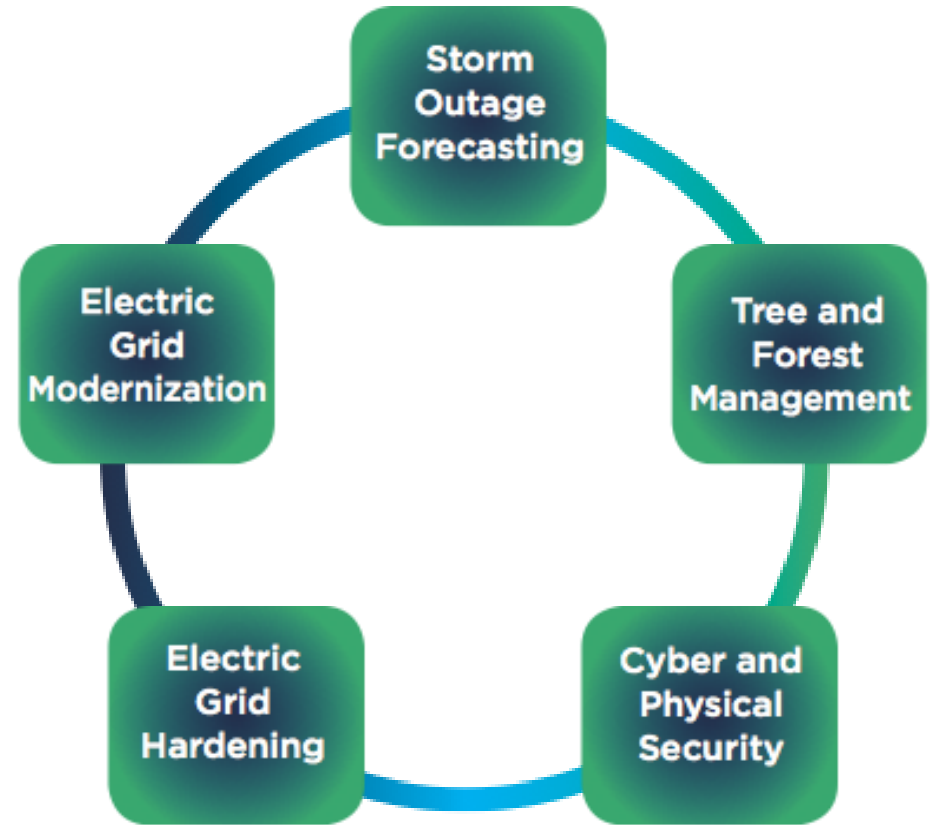 Storm
Outage
Forecasting
Tree and
Forest
Management
Cyber and
Physical
Security
Electric
Grid
Hardening
Electric
Grid
Modernization